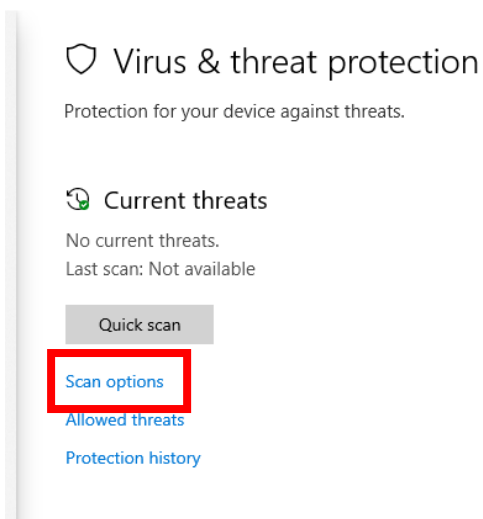 Virus & threat protection
Protection for your device against threats.
Current threats
No current threats.
Last scan: Not available
Quick scan
Scan options
Allowed threats
Protection history